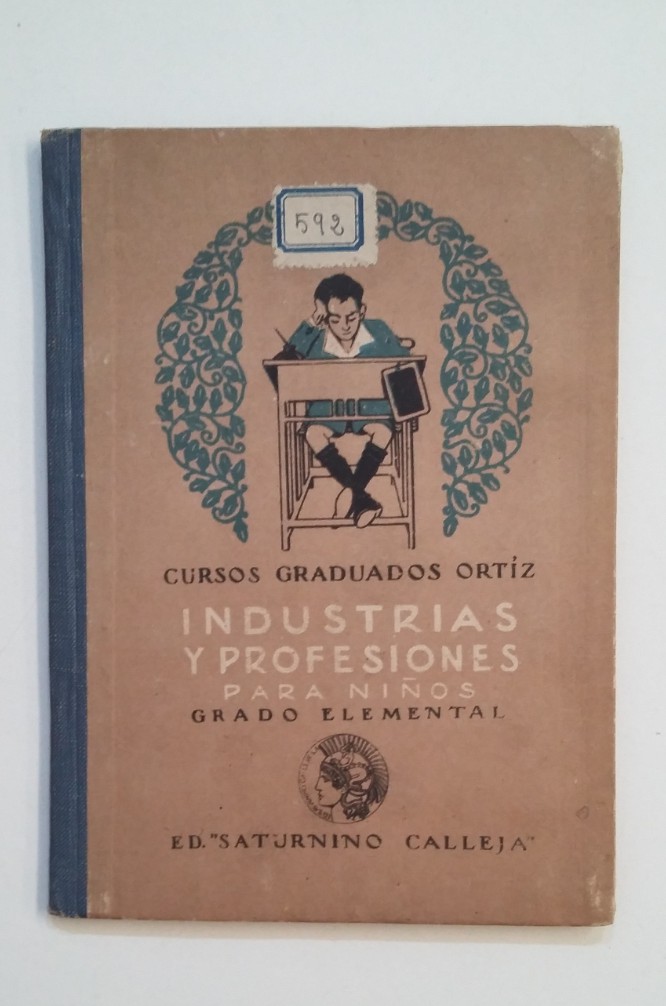 592
CURSOS GRADUADOS ORTÍZ
INDUSTRIAS
Y PROFESIONES
PARA NIÑOS
GRADO ELEMENTAL
ED. "SATURNINO CALLEJA"